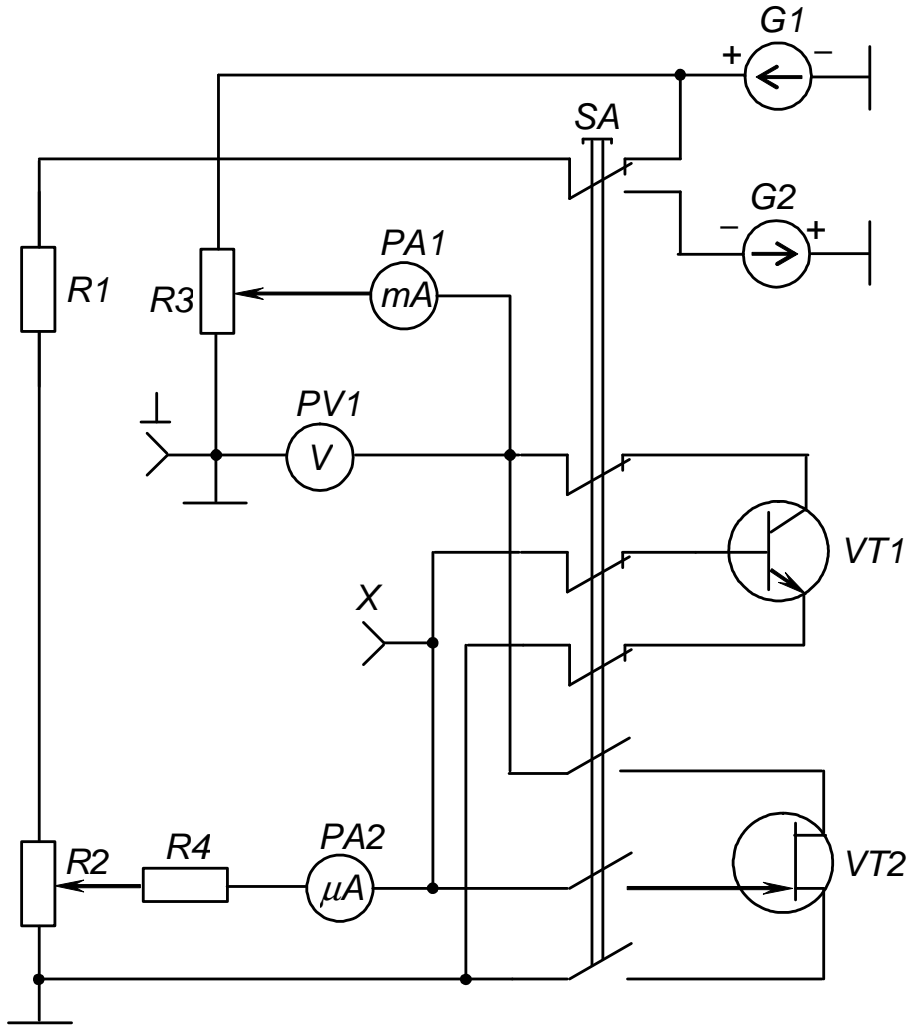 G1
+ −
SA
G2
− +
PA1
mA
R1
R3
PV1
V
VT1
X
PA2
μA
R2
R4
VT2